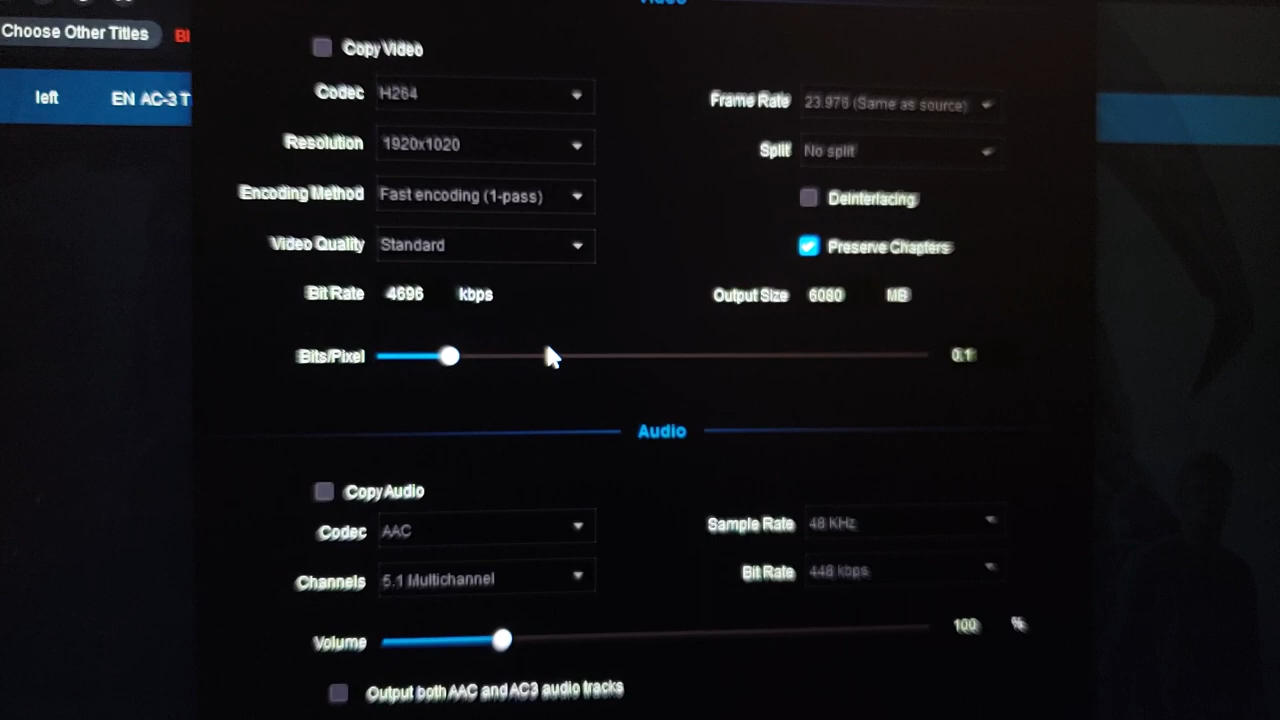 Video
Choose Other Titles
left EN AC-3
Copy Video
Codec H264 Frame Rate 23.976 (Same as source)
Resolution 1920x1020 Split No split
Encoding Method Fast encoding (1-pass) Deinterlacing
Video Quality Standard Preserve Chapters
Bit Rate 4696 kbps Output Size 6080 MB
Bits/Pixel 0.1
Audio
Copy Audio
Codec AAC Sample Rate 48 KHz
Channels 5.1 Multichannel Bit Rate 448 kbps
Volume 100 %
Output both AAC and AC3 audio tracks